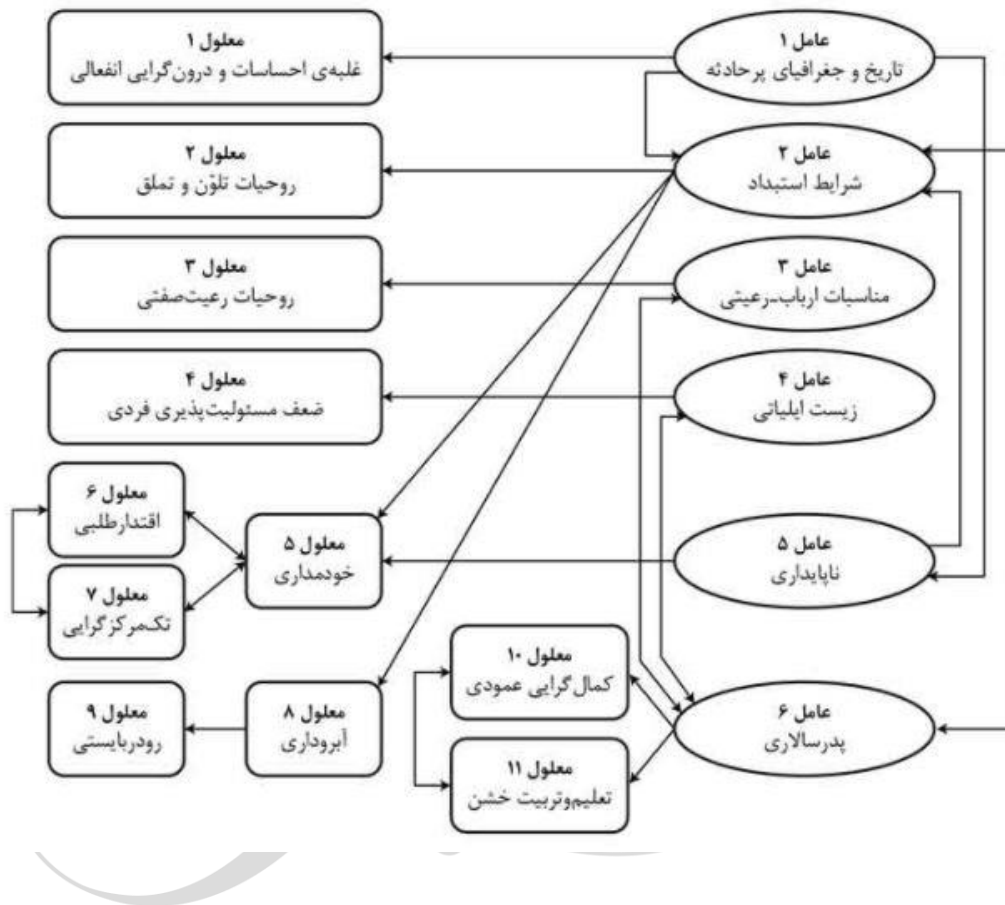 عامل ۱
تاریخ و جغرافیای پرحادثه
معلول ۱
غلبه‌ی احساسات و درون‌گرایی انفعالی
عامل ۲
شرایط استبداد
معلول ۲
روحیات تلوّن و تملق
عامل ۳
مناسبات ارباب-رعیتی
معلول ۳
روحیات رعیت‌صفتی
عامل ۴
زیست ایلیاتی
معلول ۴
ضعف مسئولیت‌پذیری فردی
عامل ۵
ناپایداری
معلول ۵
خودمداری
معلول ۶
اقتدارطلبی
معلول ۷
تک‌مرکزگرایی
عامل ۶
پدرسالاری
معلول ۱۰
کمال‌گرایی عمودی
معلول ۱۱
تعلیم‌وتربیت خشن
معلول ۸
آبروداری
معلول ۹
رودربایستی